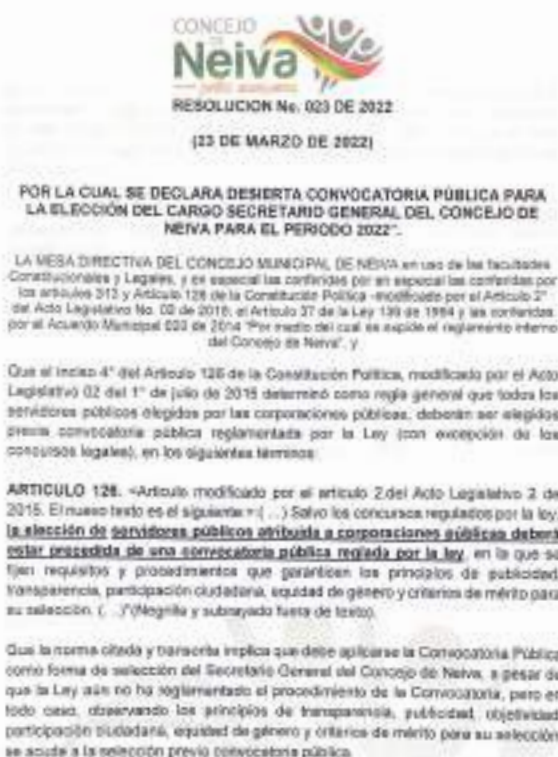 CONCEJO
DE
Neiva
RESOLUCION No. 023 DE 2022
(23 DE MARZO DE 2022)
POR LA CUAL SE DECLARA DESIERTA CONVOCATORIA PÚBLICA PARA
LA ELECCIÓN DEL CARGO SECRETARIO GENERAL DEL CONCEJO DE
NEIVA PARA EL PERIODO 2022".
LA MESA DIRECTIVA DEL CONCEJO MUNICIPAL DE NEIVA en uso de las facultades
Constitucionales y Legales, y en especial las conferidas por en especial las conferidas por
los artículos 313 y Artículo 126 de la Constitución Política -modificado por el Artículo 2°
del Acto Legislativo No. 02 de 2015, el Artículo 37 de la Ley 136 de 1994 y las conferidas
por el Acuerdo Municipal de 2014 "Por medio del cual se expide el reglamento interno
del Concejo de Neiva", y
Que el inciso 4° del Artículo 126 de la Constitución Política, modificado por el Acto
Legislativo 02 del 1° de julio de 2015 determinó como regla general que todos los
servidores públicos elegidos por las corporaciones públicas, deberán ser elegidos
previa convocatoria pública reglamentada por la Ley (con excepción de los
concursos legales), en los siguientes términos:
ARTICULO 126. <Artículo modificado por el artículo 2 del Acto Legislativo 2 de
2015. El nuevo texto es el siguiente:> (...) Salvo los concursos regulados por la ley,
la elección de servidores públicos atribuida a corporaciones públicas deberá
estar precedida de una convocatoria pública reglada por la ley, en la que se
fijen requisitos y procedimientos que garanticen los principios de publicidad,
transparencia, participación ciudadana, equidad de género y criterios de mérito para
su selección. (...)"(Negrilla y subrayado fuera de texto).
Que la norma citada y transcrita implica que debe aplicarse la Convocatoria Pública
como forma de selección del Secretario General del Concejo de Neiva, a pesar de
que la Ley aún no ha reglamentado el procedimiento de la Convocatoria, pero en
todo caso, observando los principios de transparencia, publicidad, objetividad,
participación ciudadana, equidad de género y criterios de mérito para su selección
se acude a la selección previo convocatoria pública.